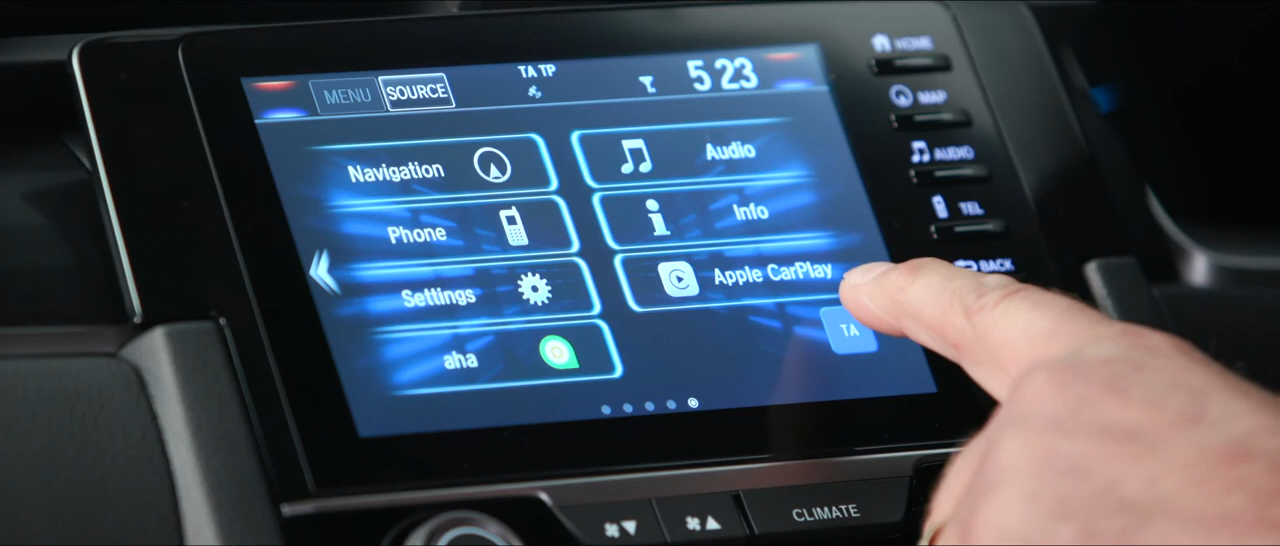 MENU
SOURCE
TA TP
5 23
HOME
MAP
AUDIO
TEL
BACK
Navigation
Audio
Phone
Info
Settings
Apple CarPlay
aha
TA
CLIMATE